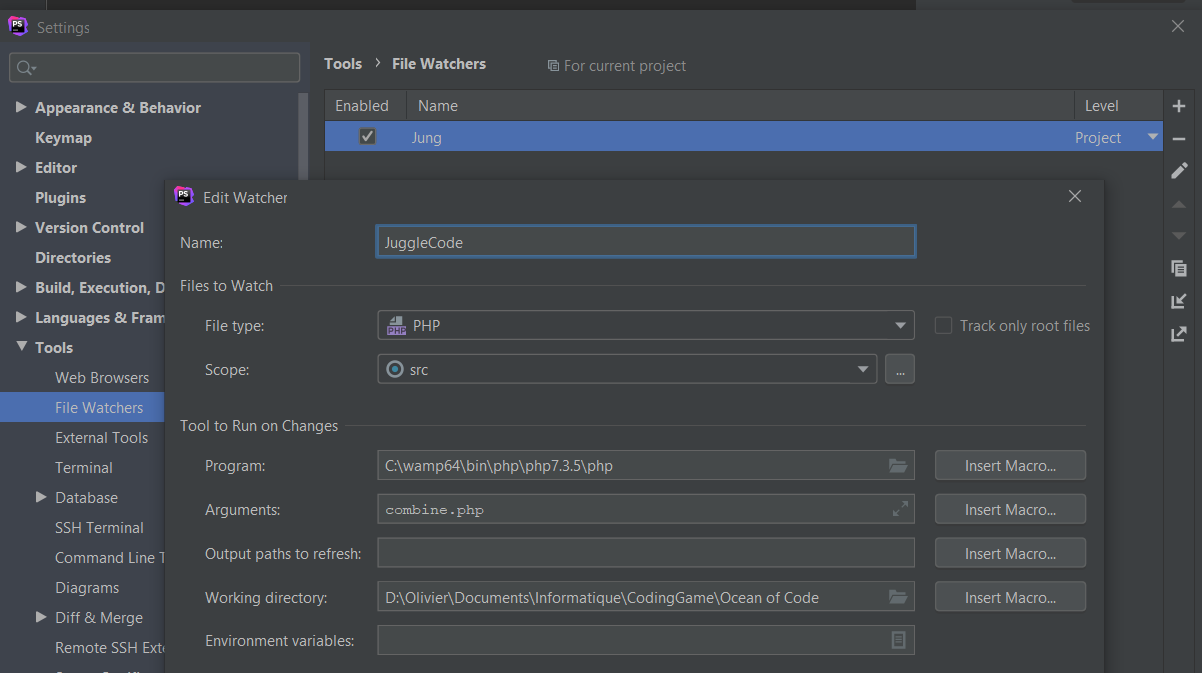 Settings
Tools > File Watchers For current project
Enabled Name Level
Jung Project
Appearance & Behavior
Keymap
Editor
Plugins
Version Control
Directories
Build, Execution, D
Languages & Fram
Tools
Web Browsers
File Watchers
External Tools
Terminal
Database
SSH Terminal
Command Line T
Diagrams
Diff & Merge
Remote SSH Exte
Edit Watcher
Name: JuggleCode
Files to Watch
File type: PHP Track only root files
Scope: src ...
Tool to Run on Changes
Program: C:\wamp64\bin\php\php7.3.5\php Insert Macro...
Arguments: combine.php Insert Macro...
Output paths to refresh: Insert Macro...
Working directory: D:\Olivier\Documents\Informatique\CodingGame\Ocean of Code Insert Macro...
Environment variables: